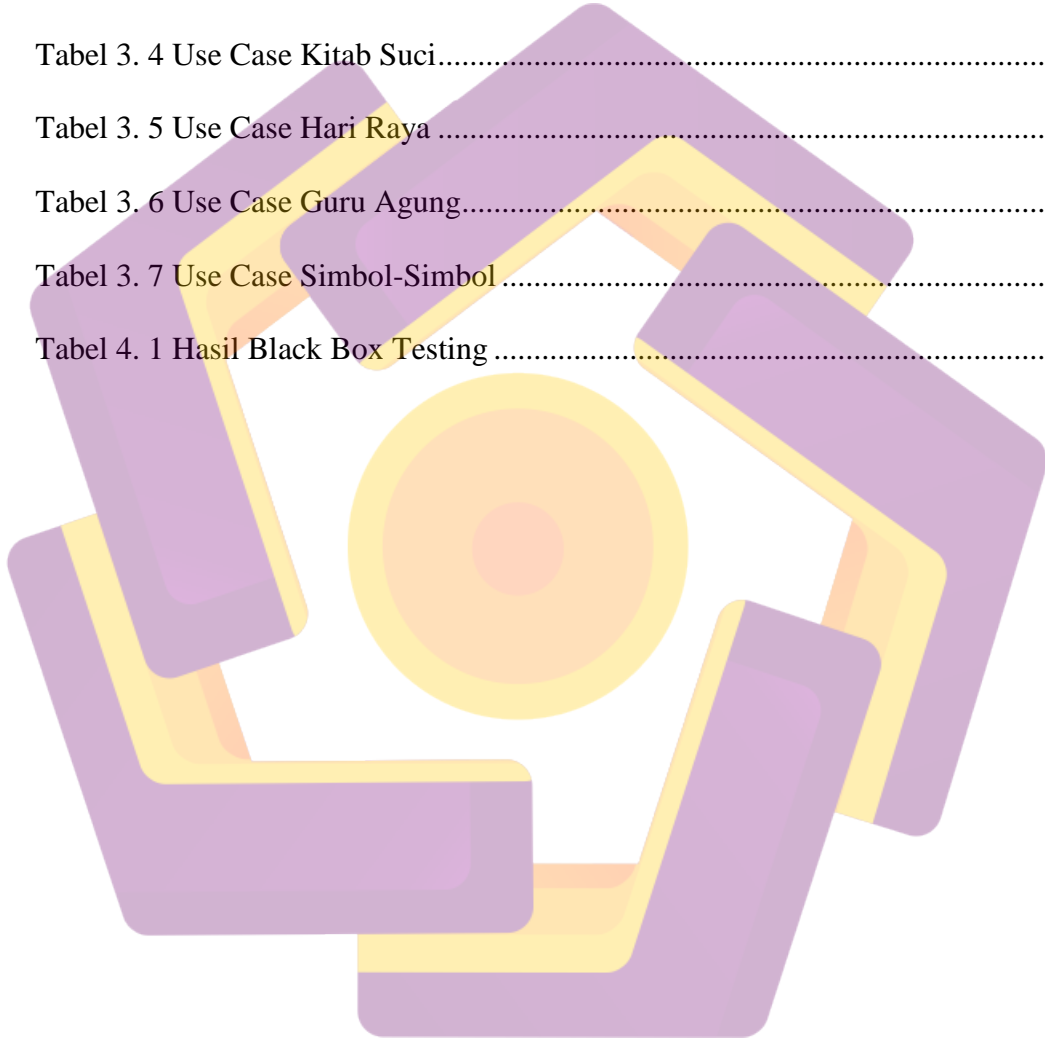 Tabel 3. 4 Use Case Kitab Suci......................................................................................
Tabel 3. 5 Use Case Hari Raya ......................................................................................
Tabel 3. 6 Use Case Guru Agung...................................................................................
Tabel 3. 7 Use Case Simbol-Simbol ..............................................................................
Tabel 4. 1 Hasil Black Box Testing ...............................................................................